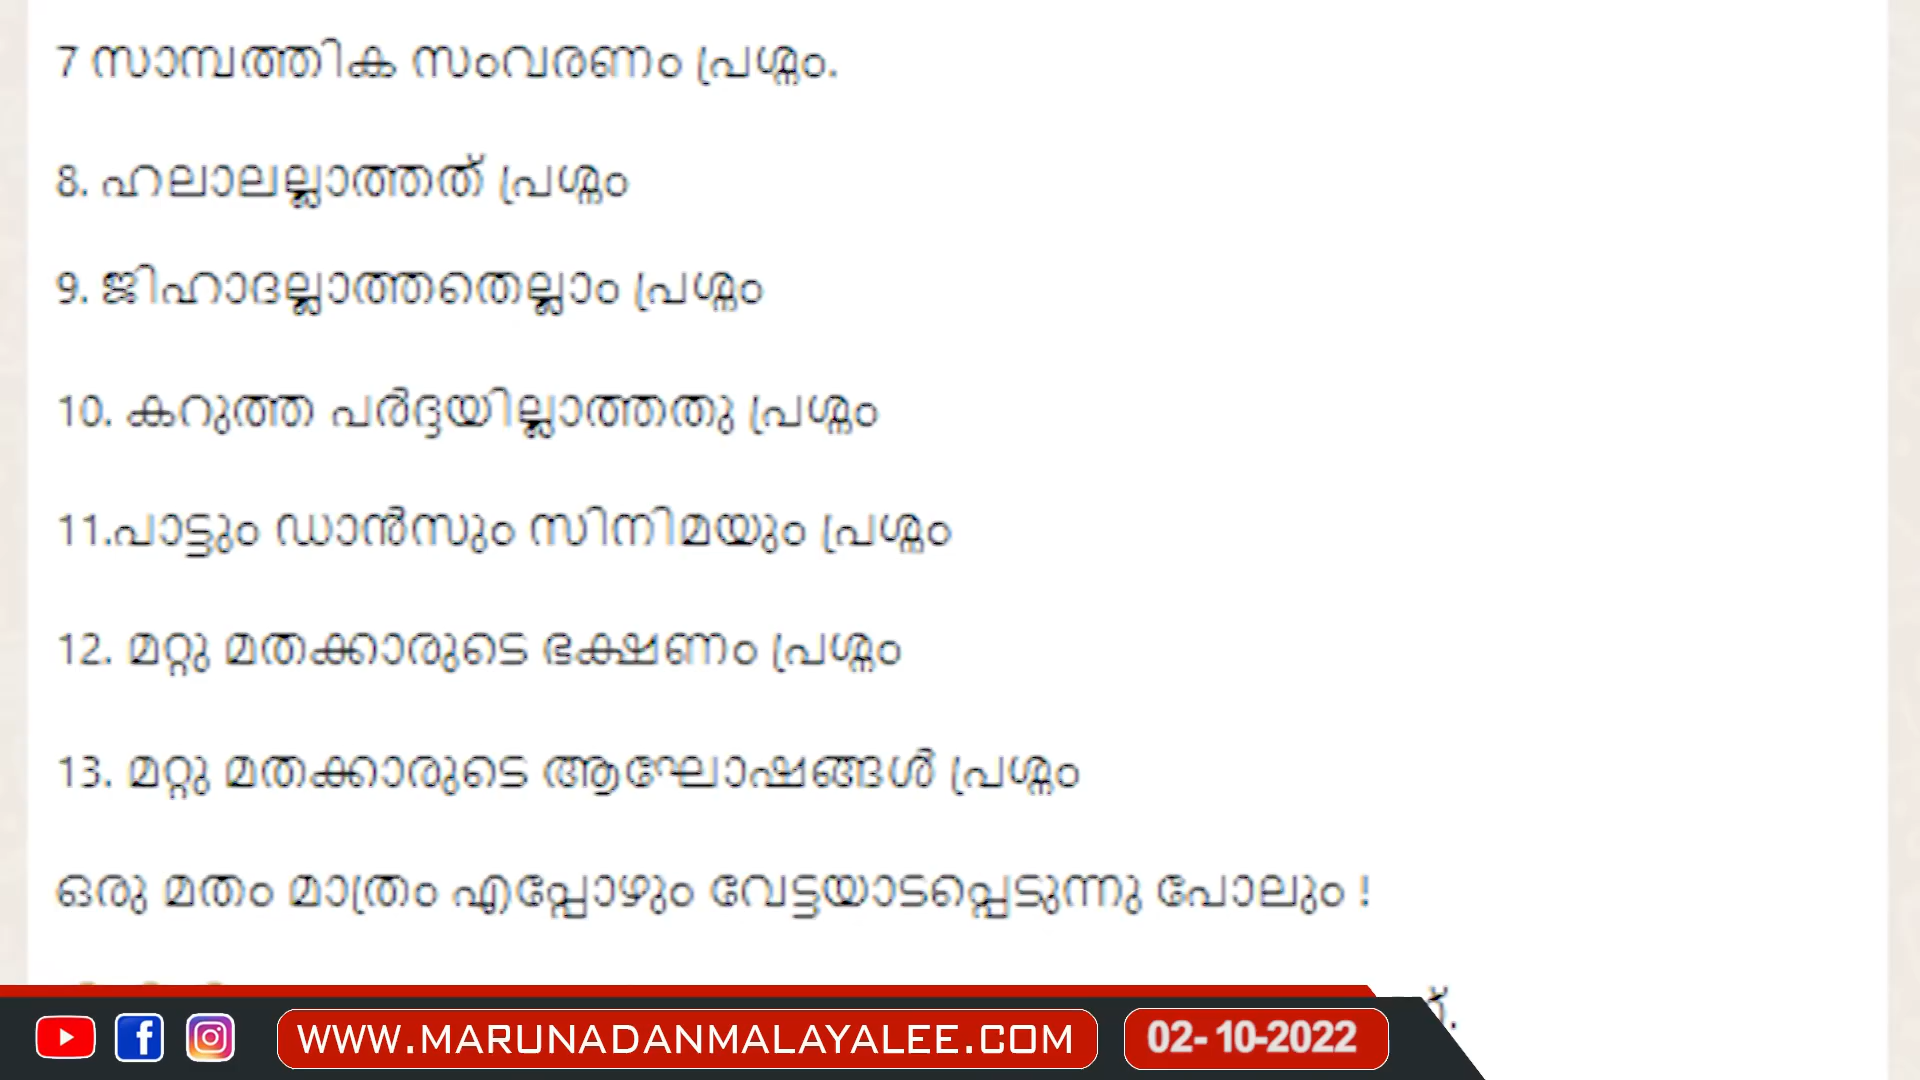 7 സാമ്പത്തിക സംവരണം പ്രശ്നം.
8. ഹലാലല്ലാത്തത് പ്രശ്നം
9. ജിഹാദല്ലാത്തതെല്ലാം പ്രശ്നം
10. കറുത്ത പർദ്ദയില്ലാത്തതു പ്രശ്നം
11.പാട്ടും ഡാൻസും സിനിമയും പ്രശ്നം
12. മറ്റു മതക്കാരുടെ ഭക്ഷണം പ്രശ്നം
13. മറ്റു മതക്കാരുടെ ആഘോഷങ്ങൾ പ്രശ്നം
ഒരു മതം മാത്രം എപ്പോഴും വേട്ടയാടപ്പെടുന്നു പോലും !
WWW.MARUNADANMALAYALEE.COM 02-10-2022